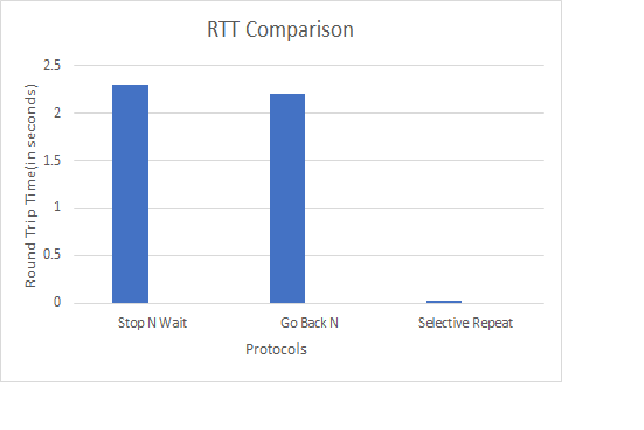 RTT Comparison
Round Trip Time(in seconds)
2.5
2
1.5
1
0.5
0
Stop N Wait
Go Back N
Selective Repeat
Protocols